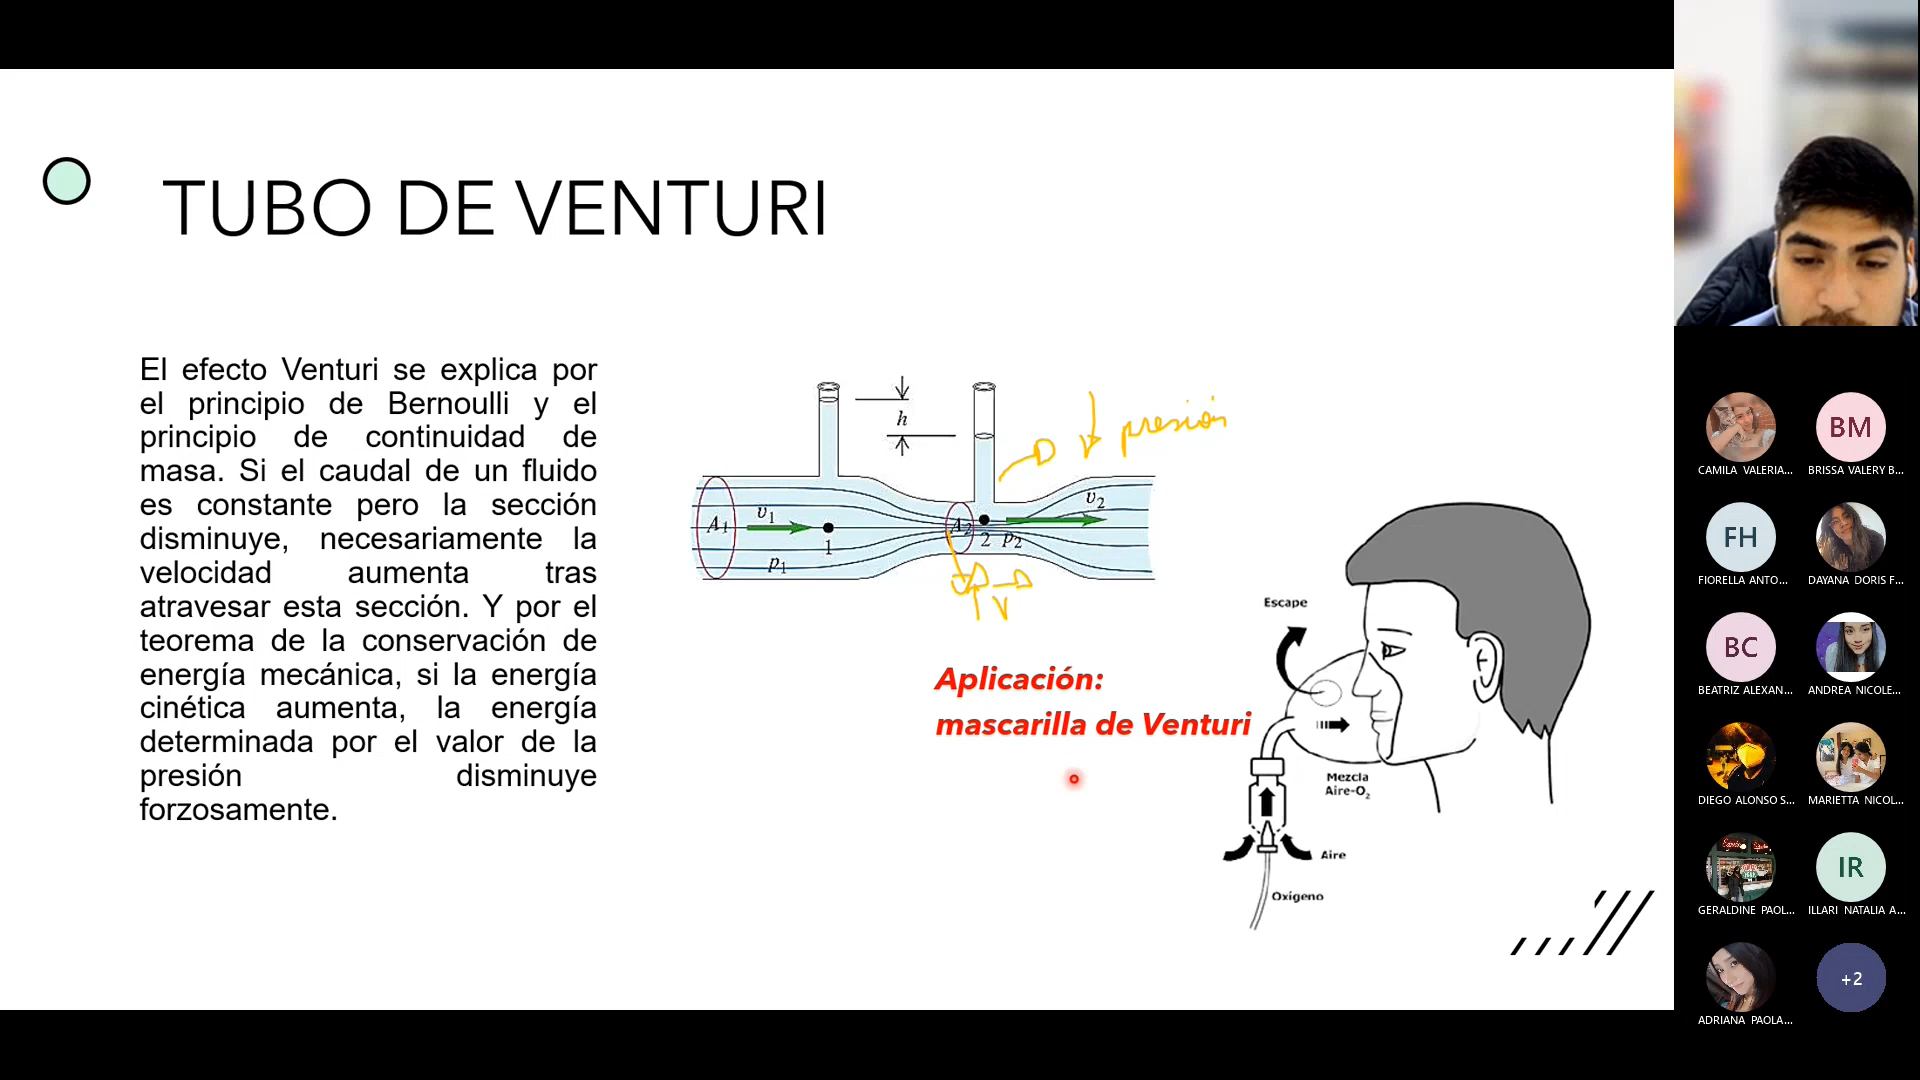 TUBO DE VENTURI
El efecto Venturi se explica por
el principio de Bernoulli y el
principio de continuidad de
masa. Si el caudal de un fluido
es constante pero la sección
disminuye, necesariamente la
velocidad aumenta tras
atravesar esta sección. Y por el
teorema de la conservación de
energía mecánica, si la energía
cinética aumenta, la energía
determinada por el valor de la
presión disminuye
forzosamente.
h
presión
A1
v1
1
p1
A2
2
p2
v2
V
Aplicación:
mascarilla de Venturi
Escape
Mezcla
Aire-O2
Aire
Oxígeno
CAMILA VALERIA...
BM
BRISSA VALERY B...
FH
FIORELLA ANTO...
DAYANA DORIS F...
BC
BEATRIZ ALEXAN...
ANDREA NICOLE...
DIEGO ALONSO S...
MARIETTA NICOL...
GERALDINE PAOL...
IR
ILLARI NATALIA A...
ADRIANA PAOLA...
+2